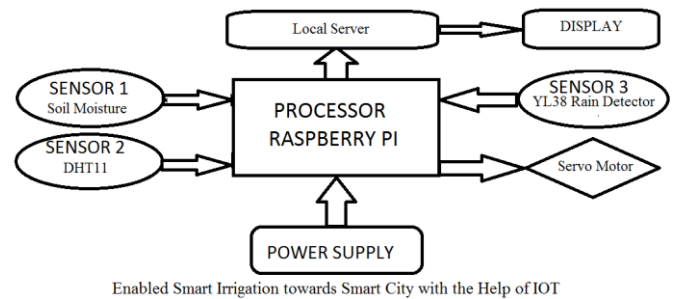 Local Server
DISPLAY
SENSOR 1
Soil Moisture
PROCESSOR
RASPBERRY PI
SENSOR 3
YL38 Rain Detector
SENSOR 2
DHT11
Servo Motor
POWER SUPPLY
Enabled Smart Irrigation towards Smart City with the Help of IOT